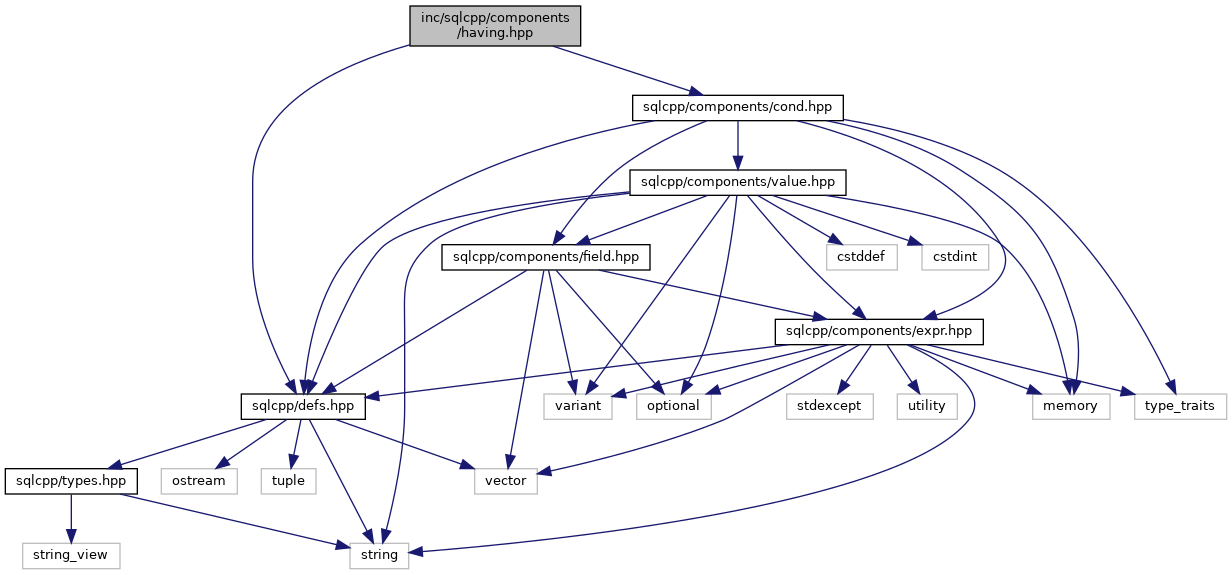 inc/sqlcpp/components
/having.hpp
sqlcpp/components/cond.hpp
sqlcpp/components/value.hpp
sqlcpp/components/field.hpp
cstddef
cstdint
sqlcpp/components/expr.hpp
sqlcpp/defs.hpp
variant
optional
stdexcept
utility
memory
type_traits
sqlcpp/types.hpp
ostream
tuple
vector
string_view
string